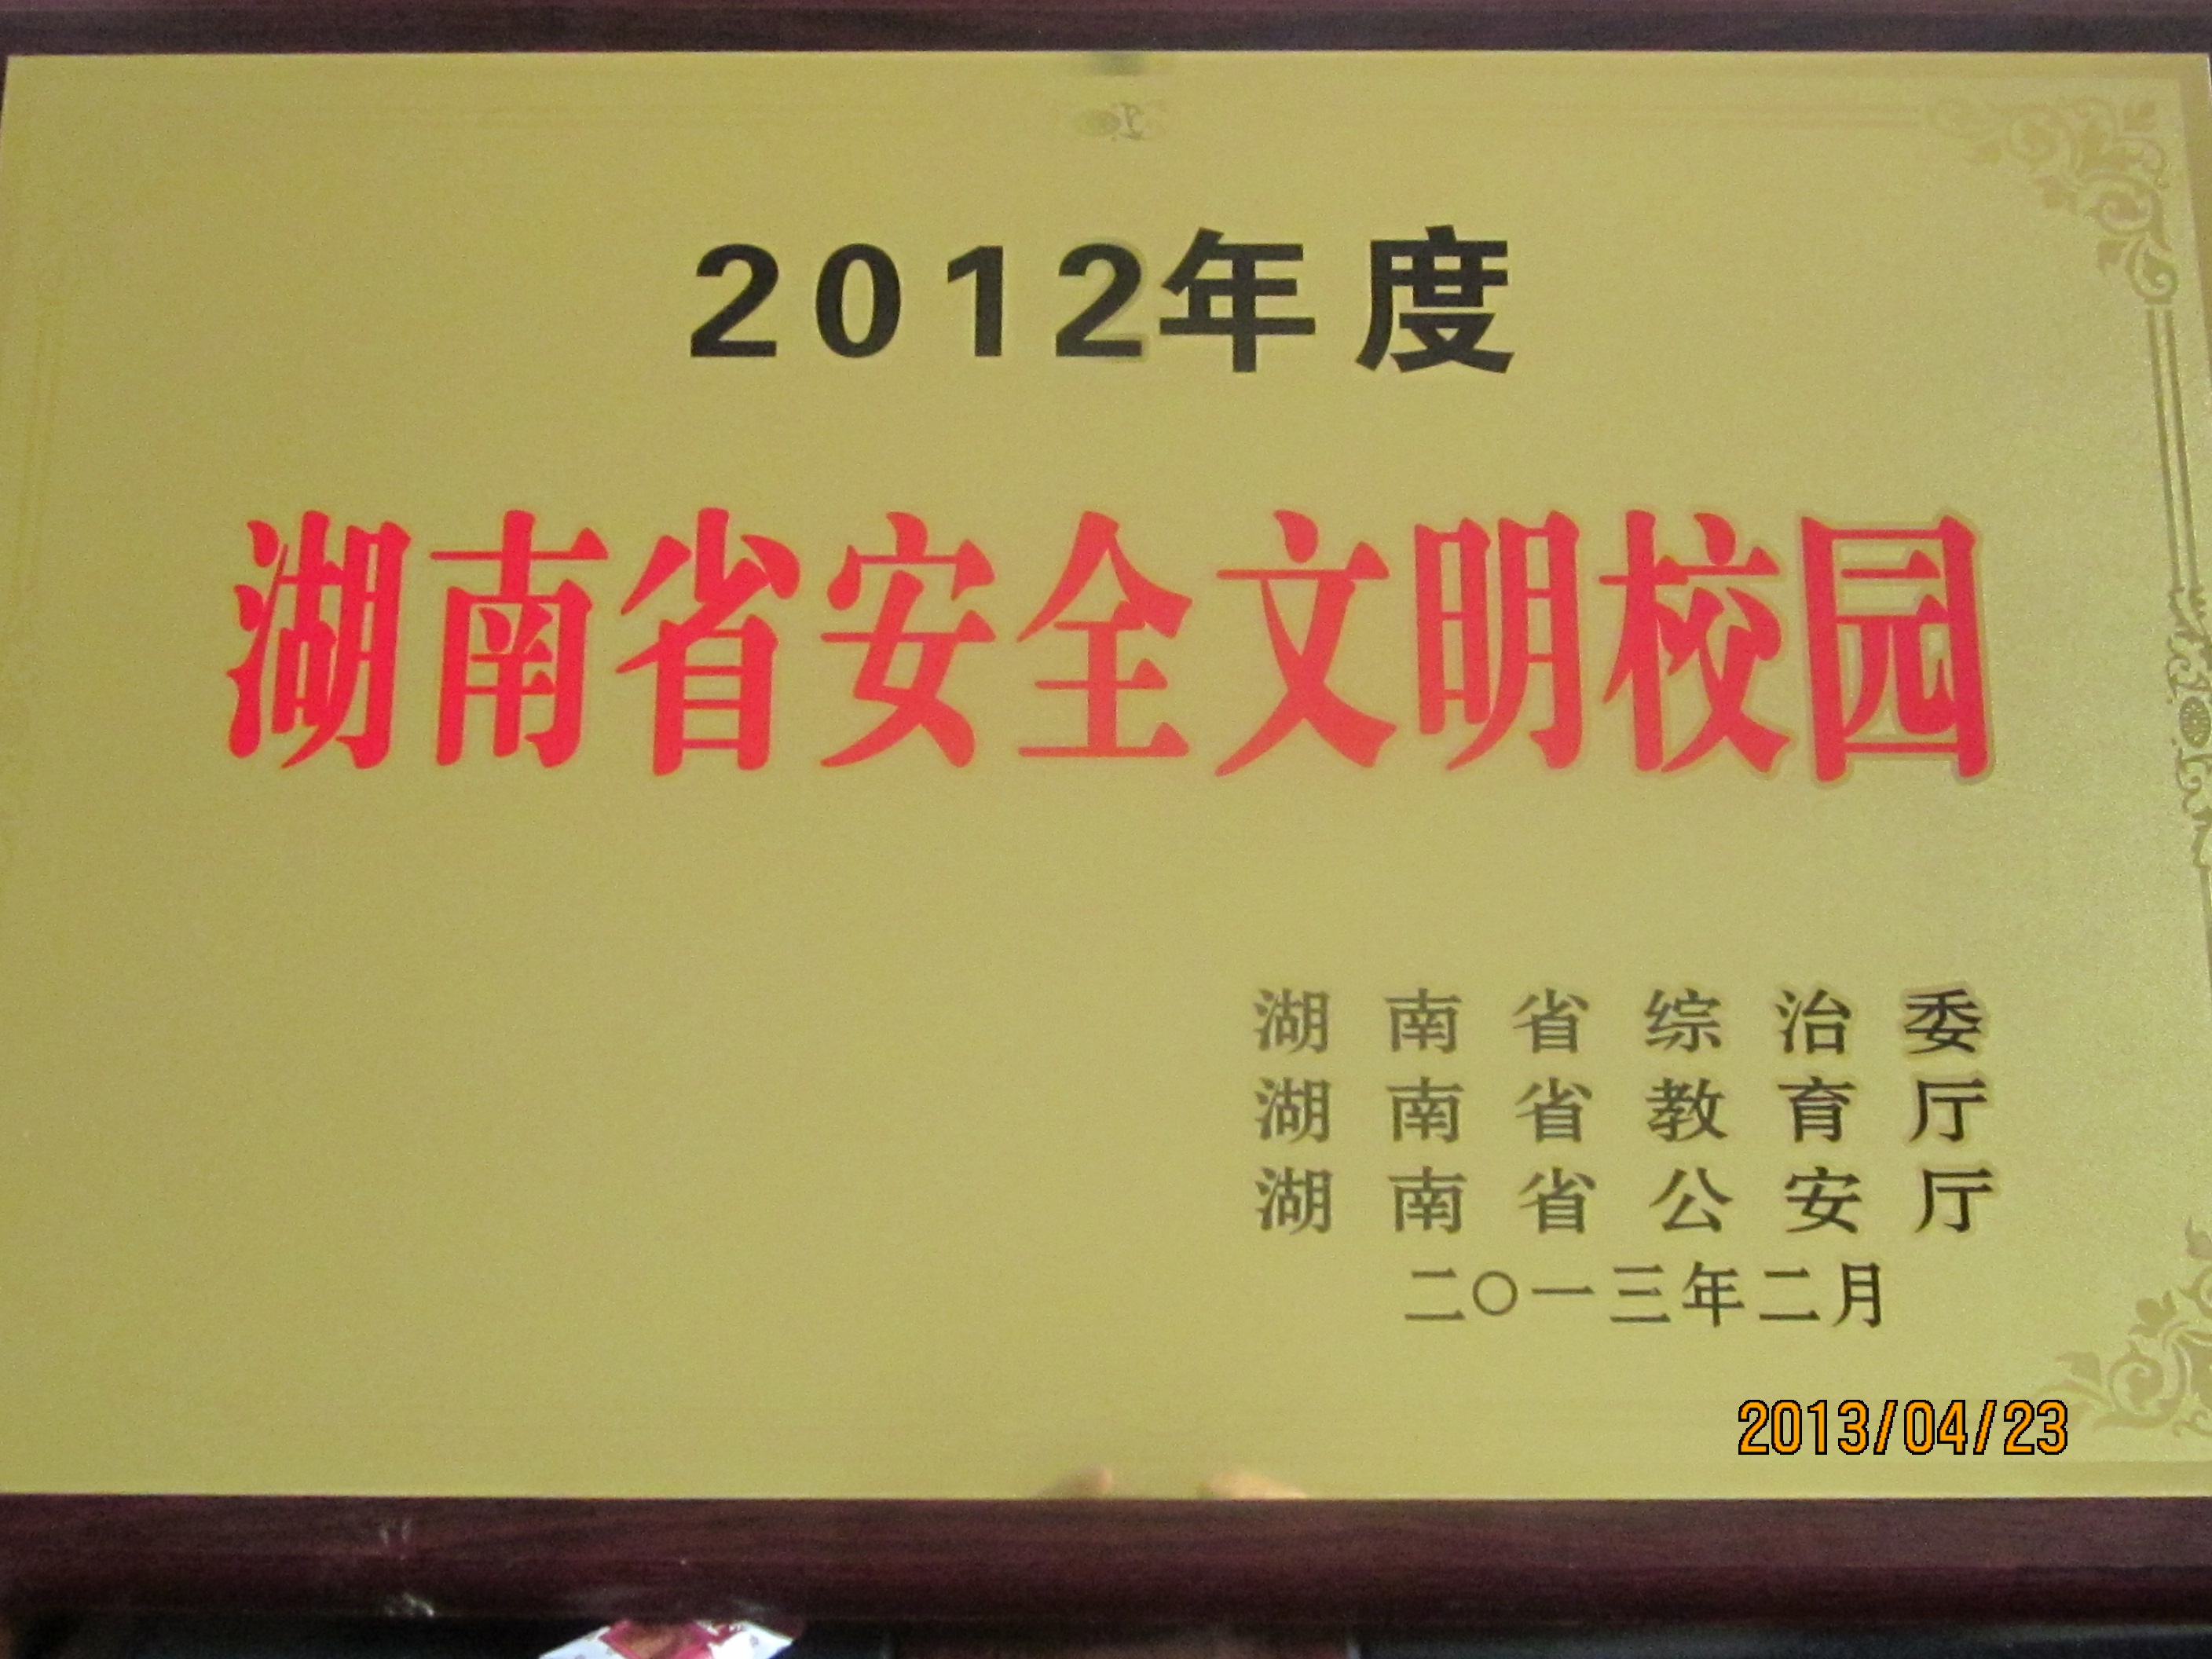 2012年度
湖南省安全文明校园
湖南省综治委
湖南省教育厅
湖南省公安厅
二〇一三年二月
2013/04/23